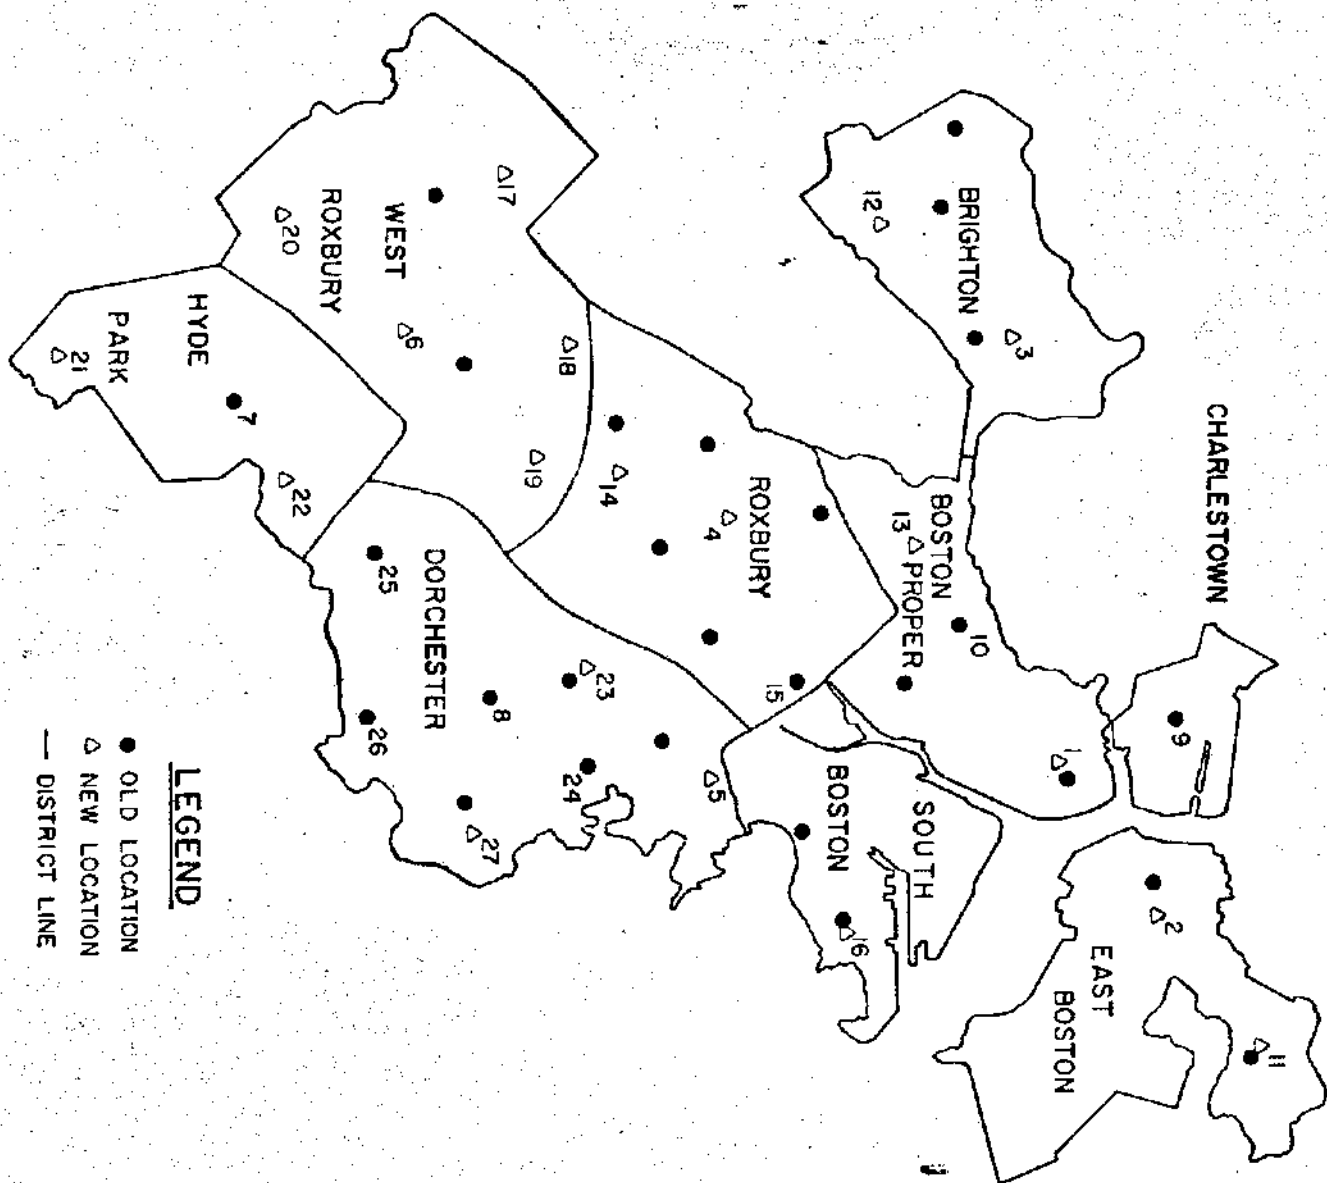 CHARLESTOWN
9
EAST
BOSTON
2
11
BRIGHTON
3
12
BOSTON
PROPER
13
10
1
SOUTH
BOSTON
16
ROXBURY
4
14
15
WEST
ROXBURY
17
18
19
6
20
HYDE
PARK
7
21
22
DORCHESTER
5
23
8
24
25
26
27
LEGEND
OLD LOCATION
NEW LOCATION
DISTRICT LINE